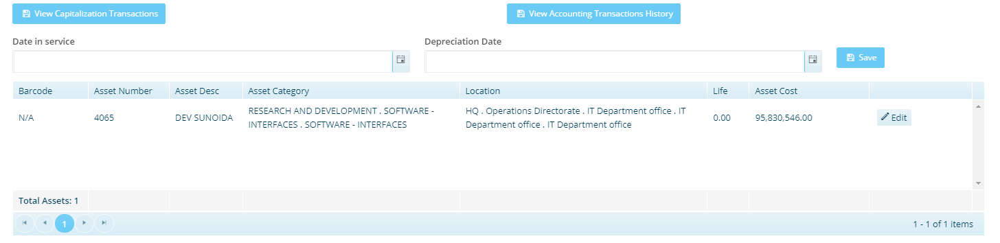 View Capitalization Transactions
View Accounting Transactions History
Date in service
Depreciation Date
Save
Barcode Asset Number Asset Desc Asset Category Location Life Asset Cost
N/A 4065 DEV SUNOIDA RESEARCH AND DEVELOPMENT . SOFTWARE -
INTERFACES . SOFTWARE - INTERFACES
HQ . Operations Directorate . IT Department office . IT
Department office . IT Department office
0.00 95,830,546.00 Edit
Total Assets: 1
1
1 - 1 of 1 items